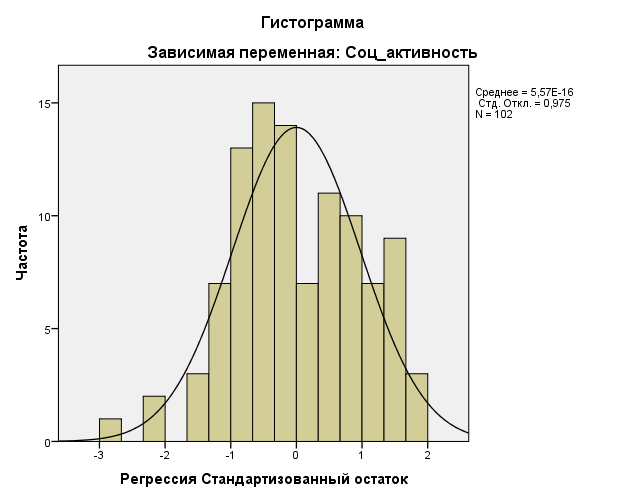 Гистограмма
Зависимая переменная: Соц_активность
Среднее = 5,57E-16
Стд. Откл. = 0,975
N = 102
Частота
15
10
5
0
-3
-2
-1
0
1
2
Регрессия Стандартизованный остаток